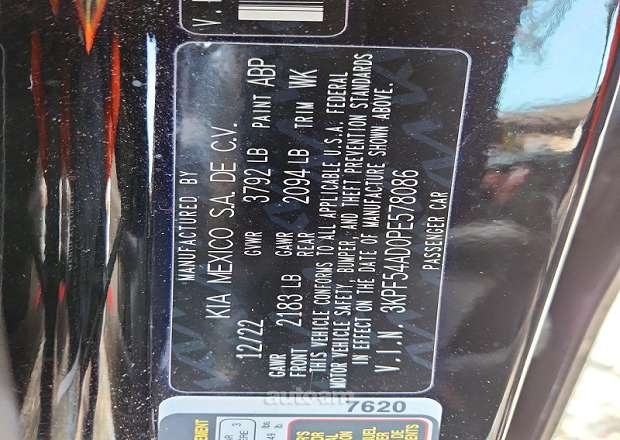 MANUFACTURED BY
KIA MEXICO S.A. DE C.V.
12/22 GVWR 3792 LB PAINT ABP
GAWR FRONT 2183 LB GAWR REAR 2094 LB TRIM WK
THIS VEHICLE CONFORMS TO ALL APPLICABLE U.S.A. FEDERAL
MOTOR VEHICLE SAFETY, BUMPER, AND THEFT PREVENTION STANDARDS
IN EFFECT ON THE DATE OF MANUFACTURE SHOWN ABOVE.
V.I.N. 3KPF54AD0PE578086
PASSENGER CAR
7620